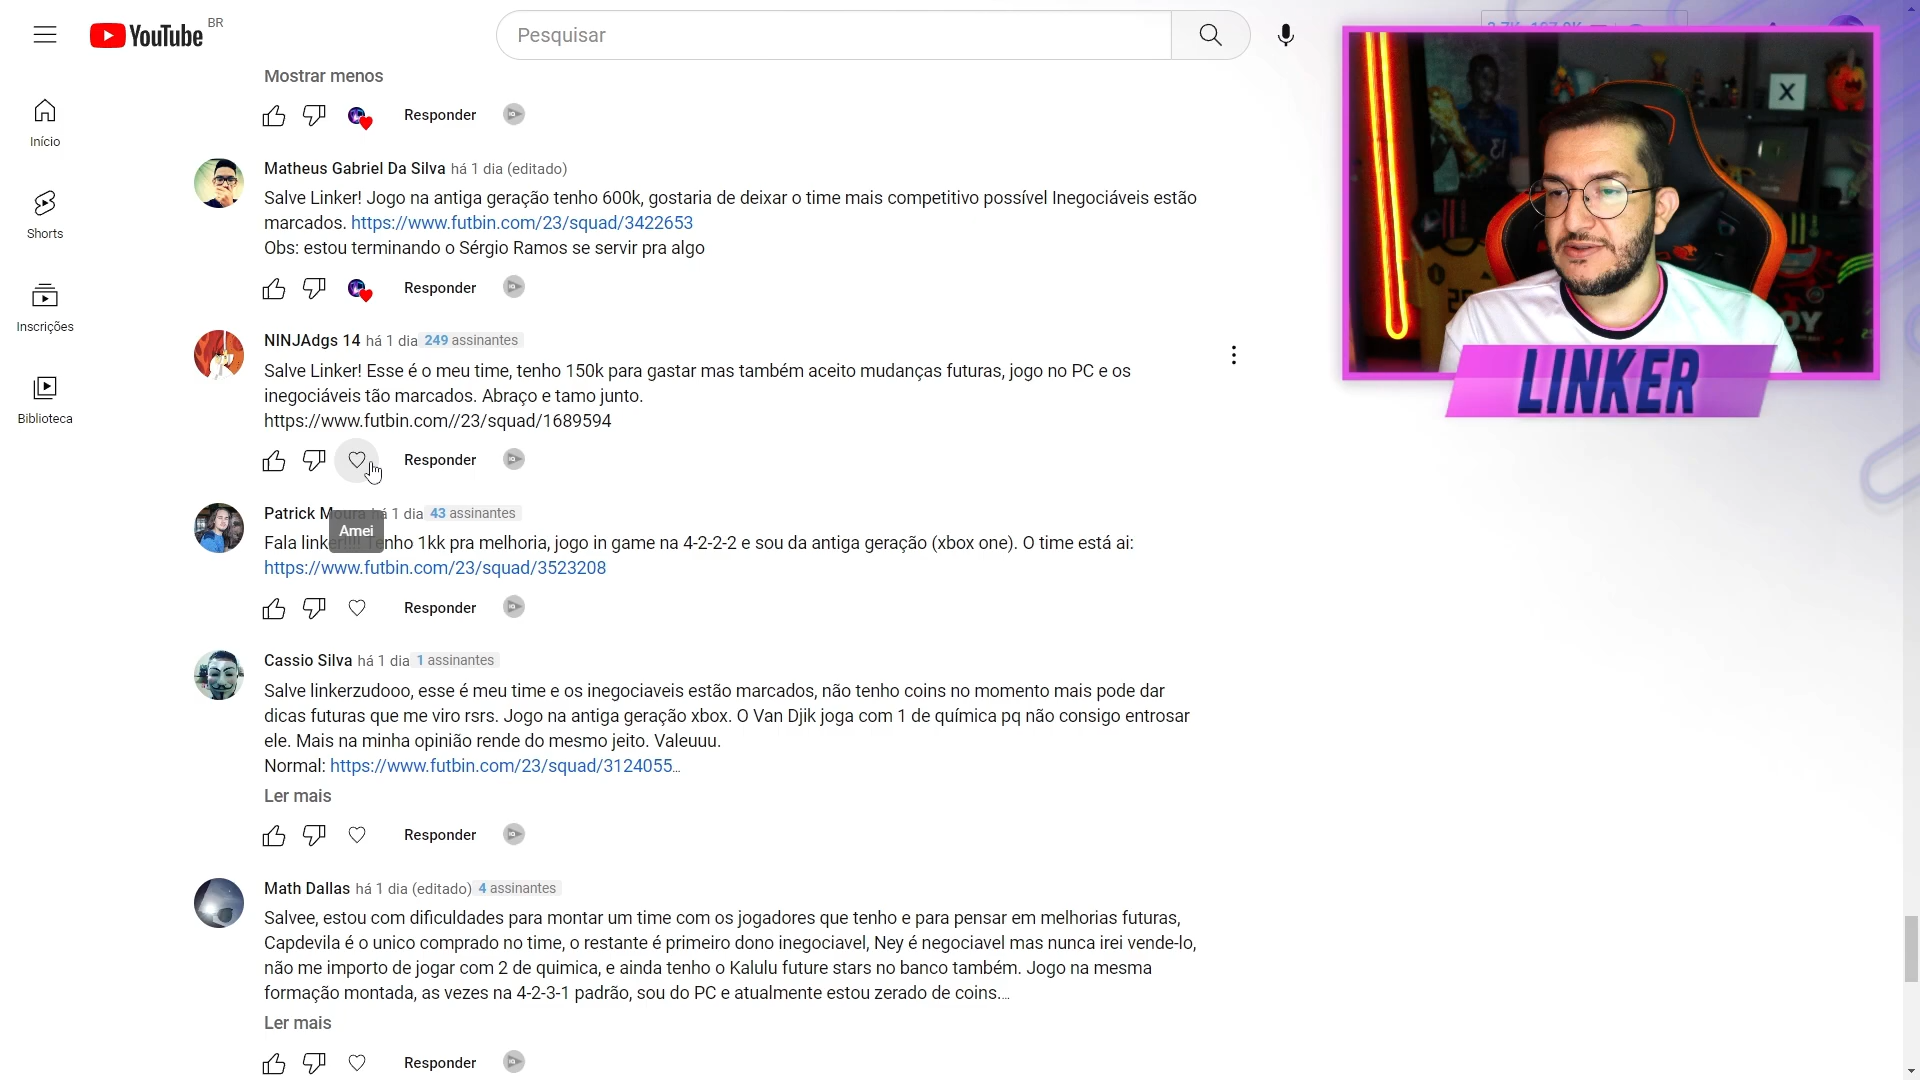 YouTube BR
Pesquisar
Início
Shorts
Inscrições
Biblioteca
Mostrar menos
Responder
Matheus Gabriel Da Silva há 1 dia (editado)
Salve Linker! Jogo na antiga geração tenho 600k, gostaria de deixar o time mais competitivo possível Inegociáveis estão
marcados. https://www.futbin.com/23/squad/3422653
Obs: estou terminando o Sérgio Ramos se servir pra algo
Responder
NINJAdgs 14 há 1 dia 249 assinantes
Salve Linker! Esse é o meu time, tenho 150k para gastar mas também aceito mudanças futuras, jogo no PC e os
inegociáveis tão marcados. Abraço e tamo junto.
https://www.futbin.com//23/squad/1689594
Responder
Patrick Moura há 1 dia 43 assinantes
Amei
Fala linker!!!! Tenho 1kk pra melhoria, jogo in game na 4-2-2-2 e sou da antiga geração (xbox one). O time está ai:
https://www.futbin.com/23/squad/3523208
Responder
Cassio Silva há 1 dia 1 assinantes
Salve linkerzudooo, esse é meu time e os inegociaveis estão marcados, não tenho coins no momento mais pode dar
dicas futuras que me viro rsrs. Jogo na antiga geração xbox. O Van Djik joga com 1 de química pq não consigo entrosar
ele. Mais na minha opinião rende do mesmo jeito. Valeuuu.
Normal: https://www.futbin.com/23/squad/3124055...
Ler mais
Responder
Math Dallas há 1 dia (editado) 4 assinantes
Salvee, estou com dificuldades para montar um time com os jogadores que tenho e para pensar em melhorias futuras,
Capdevila é o unico comprado no time, o restante é primeiro dono inegociavel, Ney é negociavel mas nunca irei vende-lo,
não me importo de jogar com 2 de quimica, e ainda tenho o Kalulu future stars no banco também. Jogo na mesma
formação montada, as vezes na 4-2-3-1 padrão, sou do PC e atualmente estou zerado de coins....
Ler mais
Responder
X
LINKER